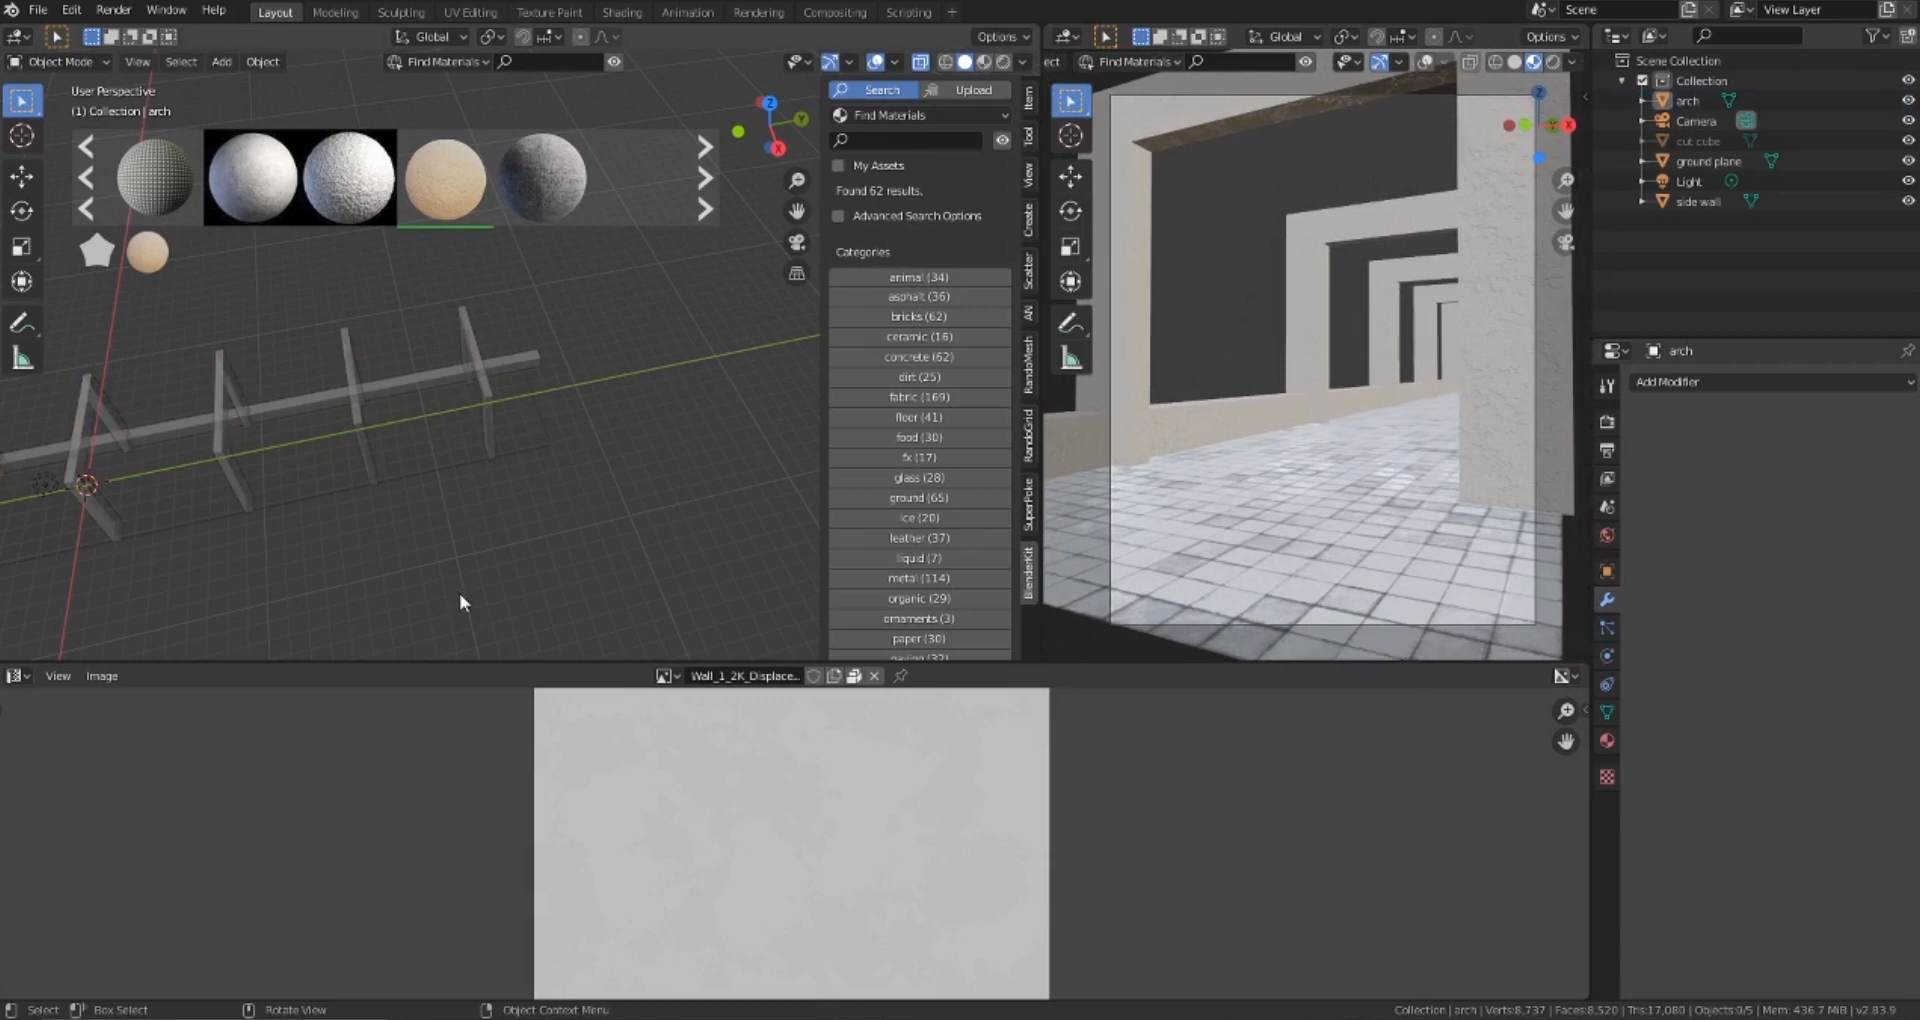 File Edit Render Window Help Layout Modeling Sculpting UV Editing Texture Paint Shading Animation Rendering Compositing Scripting + Scene View Layer
Global Options Global Options
Object Mode View Select Add Object Find Materials ect Find Materials
User Perspective
(1) Collection | arch
Search Upload
Find Materials
My Assets
Found 62 results.
Advanced Search Options
Categories
animal (34)
asphalt (36)
bricks (62)
ceramic (16)
concrete (62)
dirt (25)
fabric (169)
floor (41)
food (30)
fx (17)
glass (28)
ground (65)
ice (20)
leather (37)
liquid (7)
metal (114)
organic (29)
ornaments (3)
paper (30)
paving (32)
Item
Tool
View
Create
Scatter
AN
RandoMesh
RandoGrid
SuperPoke
BlenderKit
Z
Y
X
Z
X
Scene Collection
Collection
arch
Camera
cut cube
ground plane
Light
side wall
arch
Add Modifier
View Image Wall_1_2K_Displace...
Select Box Select Rotate View Object Context Menu Collection | arch | Verts:8,737 | Faces:8,520 | Tris:17,080 | Objects:0/5 | Mem: 436.7 MiB | v2.83.9